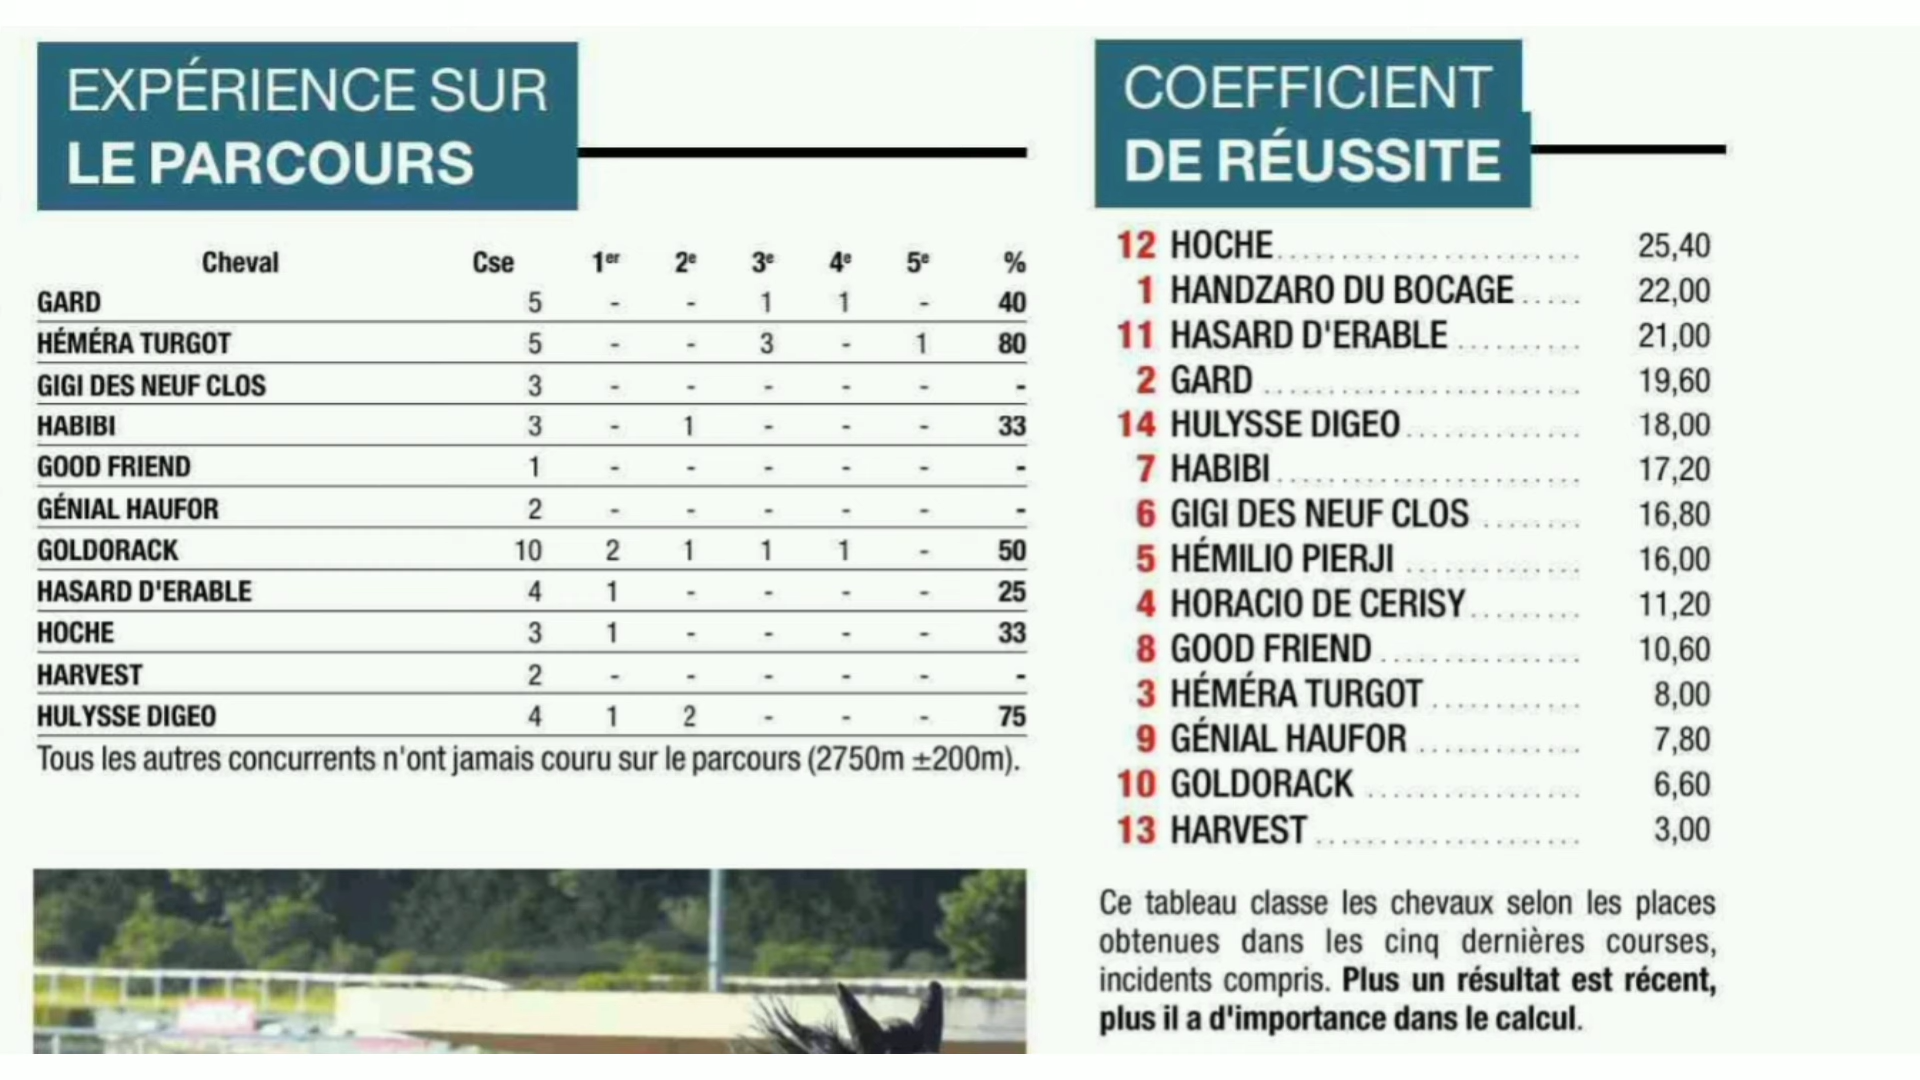 EXPÉRIENCE SUR
LE PARCOURS
Cheval Cse 1er 2e 3e 4e 5e %
GARD 5 - - 1 1 - 40
HÉMÉRA TURGOT 5 - - 3 - 1 80
GIGI DES NEUF CLOS 3 - - - - - -
HABIBI 3 - 1 - - - 33
GOOD FRIEND 1 - - - - - -
GÉNIAL HAUFOR 2 - - - - - -
GOLDORACK 10 2 1 1 1 - 50
HASARD D'ERABLE 4 1 - - - - 25
HOCHE 3 1 - - - - 33
HARVEST 2 - - - - - -
HULYSSE DIGEO 4 1 2 - - - 75
Tous les autres concurrents n'ont jamais couru sur le parcours (2750m ±200m).
COEFFICIENT
DE RÉUSSITE
12 HOCHE 25,40
1 HANDZARO DU BOCAGE 22,00
11 HASARD D'ERABLE 21,00
2 GARD 19,60
14 HULYSSE DIGEO 18,00
7 HABIBI 17,20
6 GIGI DES NEUF CLOS 16,80
5 HÉMILIO PIERJI 16,00
4 HORACIO DE CERISY 11,20
8 GOOD FRIEND 10,60
3 HÉMÉRA TURGOT 8,00
9 GÉNIAL HAUFOR 7,80
10 GOLDORACK 6,60
13 HARVEST 3,00
Ce tableau classe les chevaux selon les places
obtenues dans les cinq dernières courses,
incidents compris. Plus un résultat est récent,
plus il a d'importance dans le calcul.